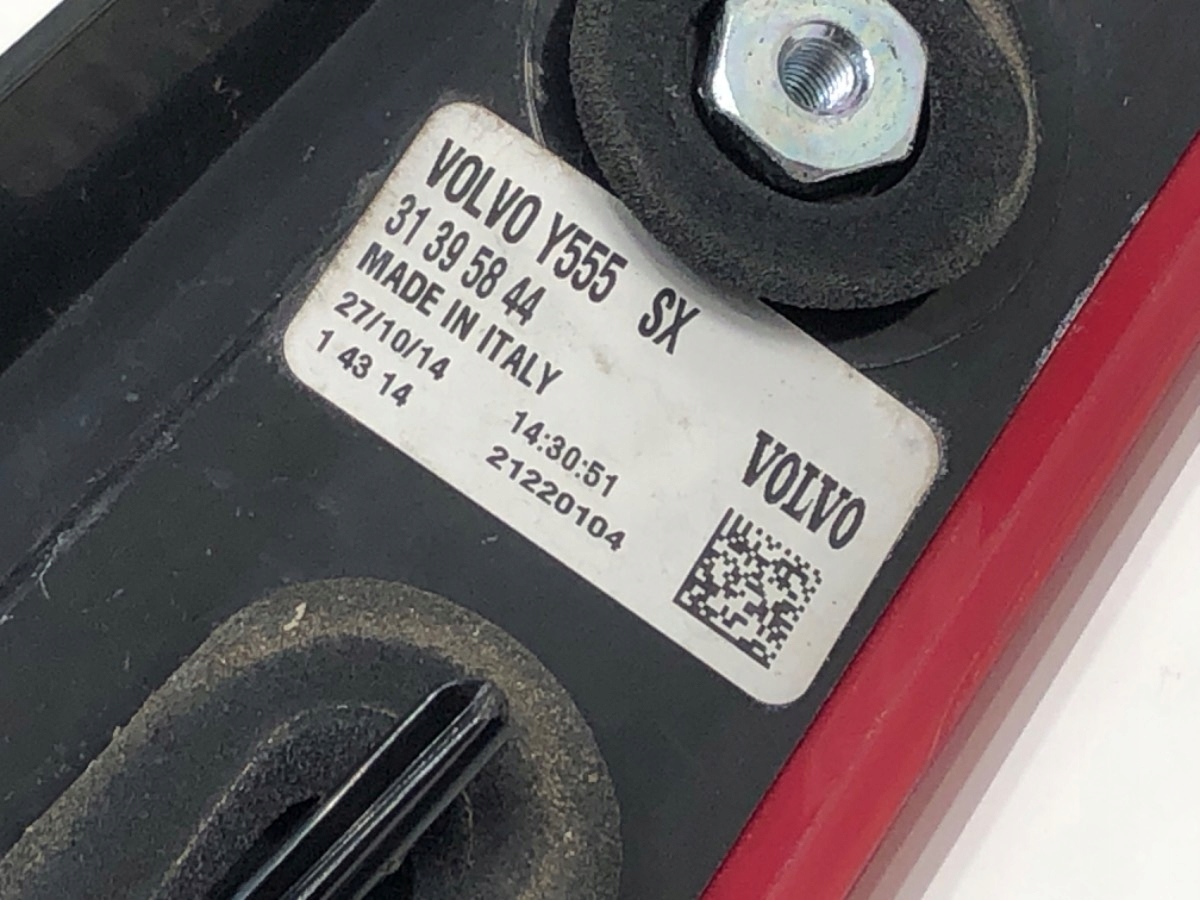 VOLVO Y555 SX
31 39 58 44
MADE IN ITALY
27/10/14 14:30:51
1 43 14 21220104
VOLVO